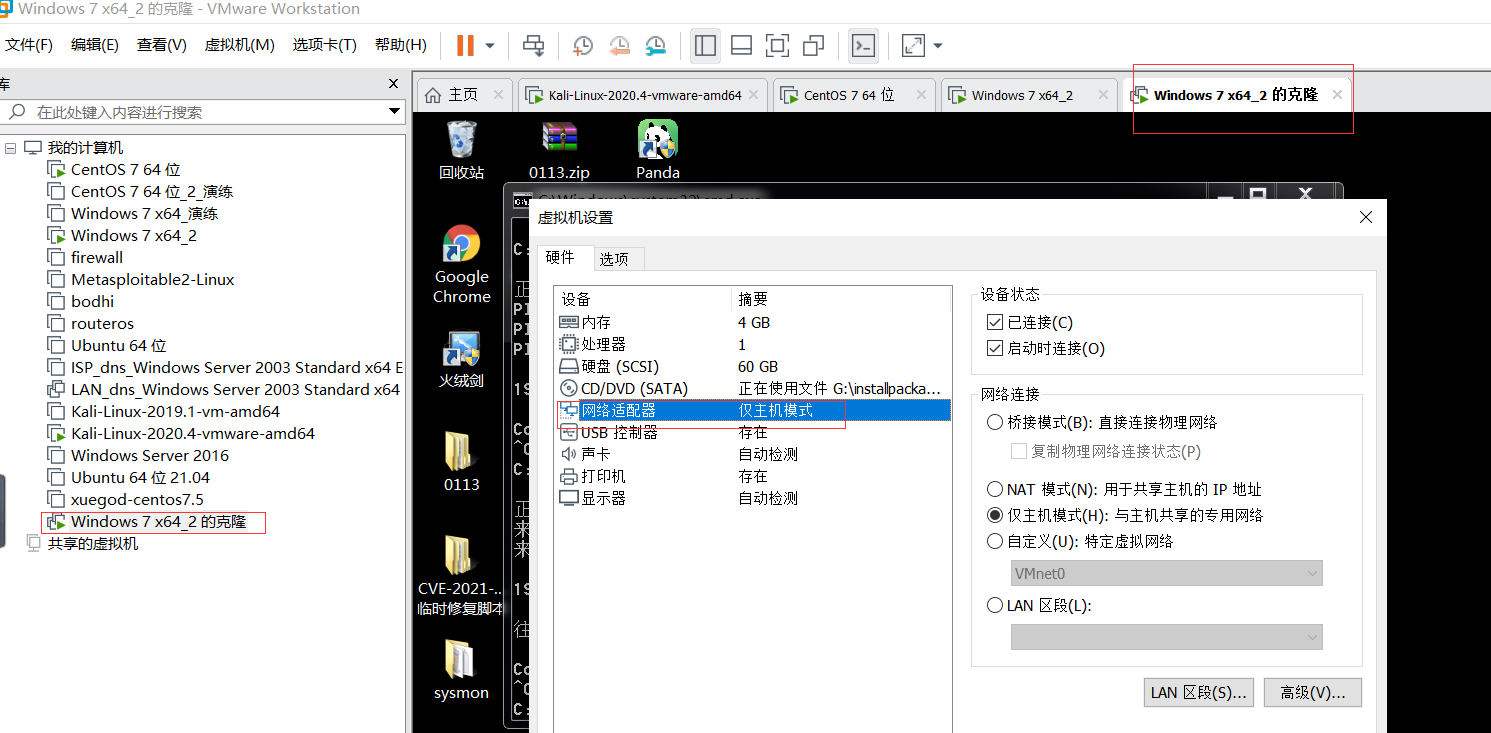 Windows 7 x64_2 的克隆 - VMware Workstation
文件(F) 编辑(E) 查看(V) 虚拟机(M) 选项卡(T) 帮助(H)
库
在此处键入内容进行搜索
我的计算机
CentOS 7 64 位
CentOS 7 64 位_2_演练
Windows 7 x64_演练
Windows 7 x64_2
firewall
Metasploitable2-Linux
bodhi
routeros
Ubuntu 64 位
ISP_dns_Windows Server 2003 Standard x64 E
LAN_dns_Windows Server 2003 Standard x64
Kali-Linux-2019.1-vm-amd64
Kali-Linux-2020.4-vmware-amd64
Windows Server 2016
Ubuntu 64 位 21.04
xuegod-centos7.5
Windows 7 x64_2 的克隆
共享的虚拟机
主页 Kali-Linux-2020.4-vmware-amd64 CentOS 7 64 位 Windows 7 x64_2 Windows 7 x64_2 的克隆
回收站 0113.zip Panda
Google
Chrome
火绒剑
0113
CVE-2021-...
临时修复脚本
sysmon
虚拟机设置
硬件 选项
设备 摘要
内存 4 GB
处理器 1
硬盘 (SCSI) 60 GB
CD/DVD (SATA) 正在使用文件 G:\installpacka...
网络适配器 仅主机模式
USB 控制器 存在
声卡 自动检测
打印机 存在
显示器 自动检测
设备状态
已连接(C)
启动时连接(O)
网络连接
桥接模式(B): 直接连接物理网络
复制物理网络连接状态(P)
NAT 模式(N): 用于共享主机的 IP 地址
仅主机模式(H): 与主机共享的专用网络
自定义(U): 特定虚拟网络
VMnet0
LAN 区段(L):
LAN 区段(S)... 高级(V)...